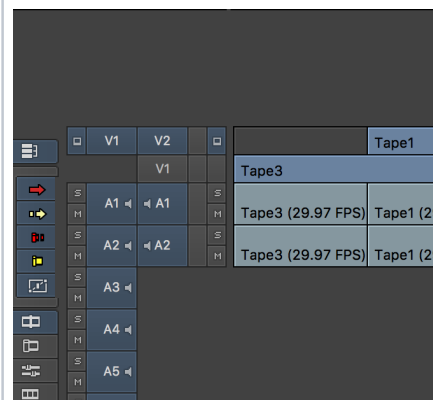 V1 V2 Tape1
V1 Tape3
S S
A1 A1 Tape3 (29.97 FPS) Tape1 (2
M M
S S
A2 A2 Tape3 (29.97 FPS) Tape1 (2
M M
S
A3
M
S
A4
M
S
A5
M